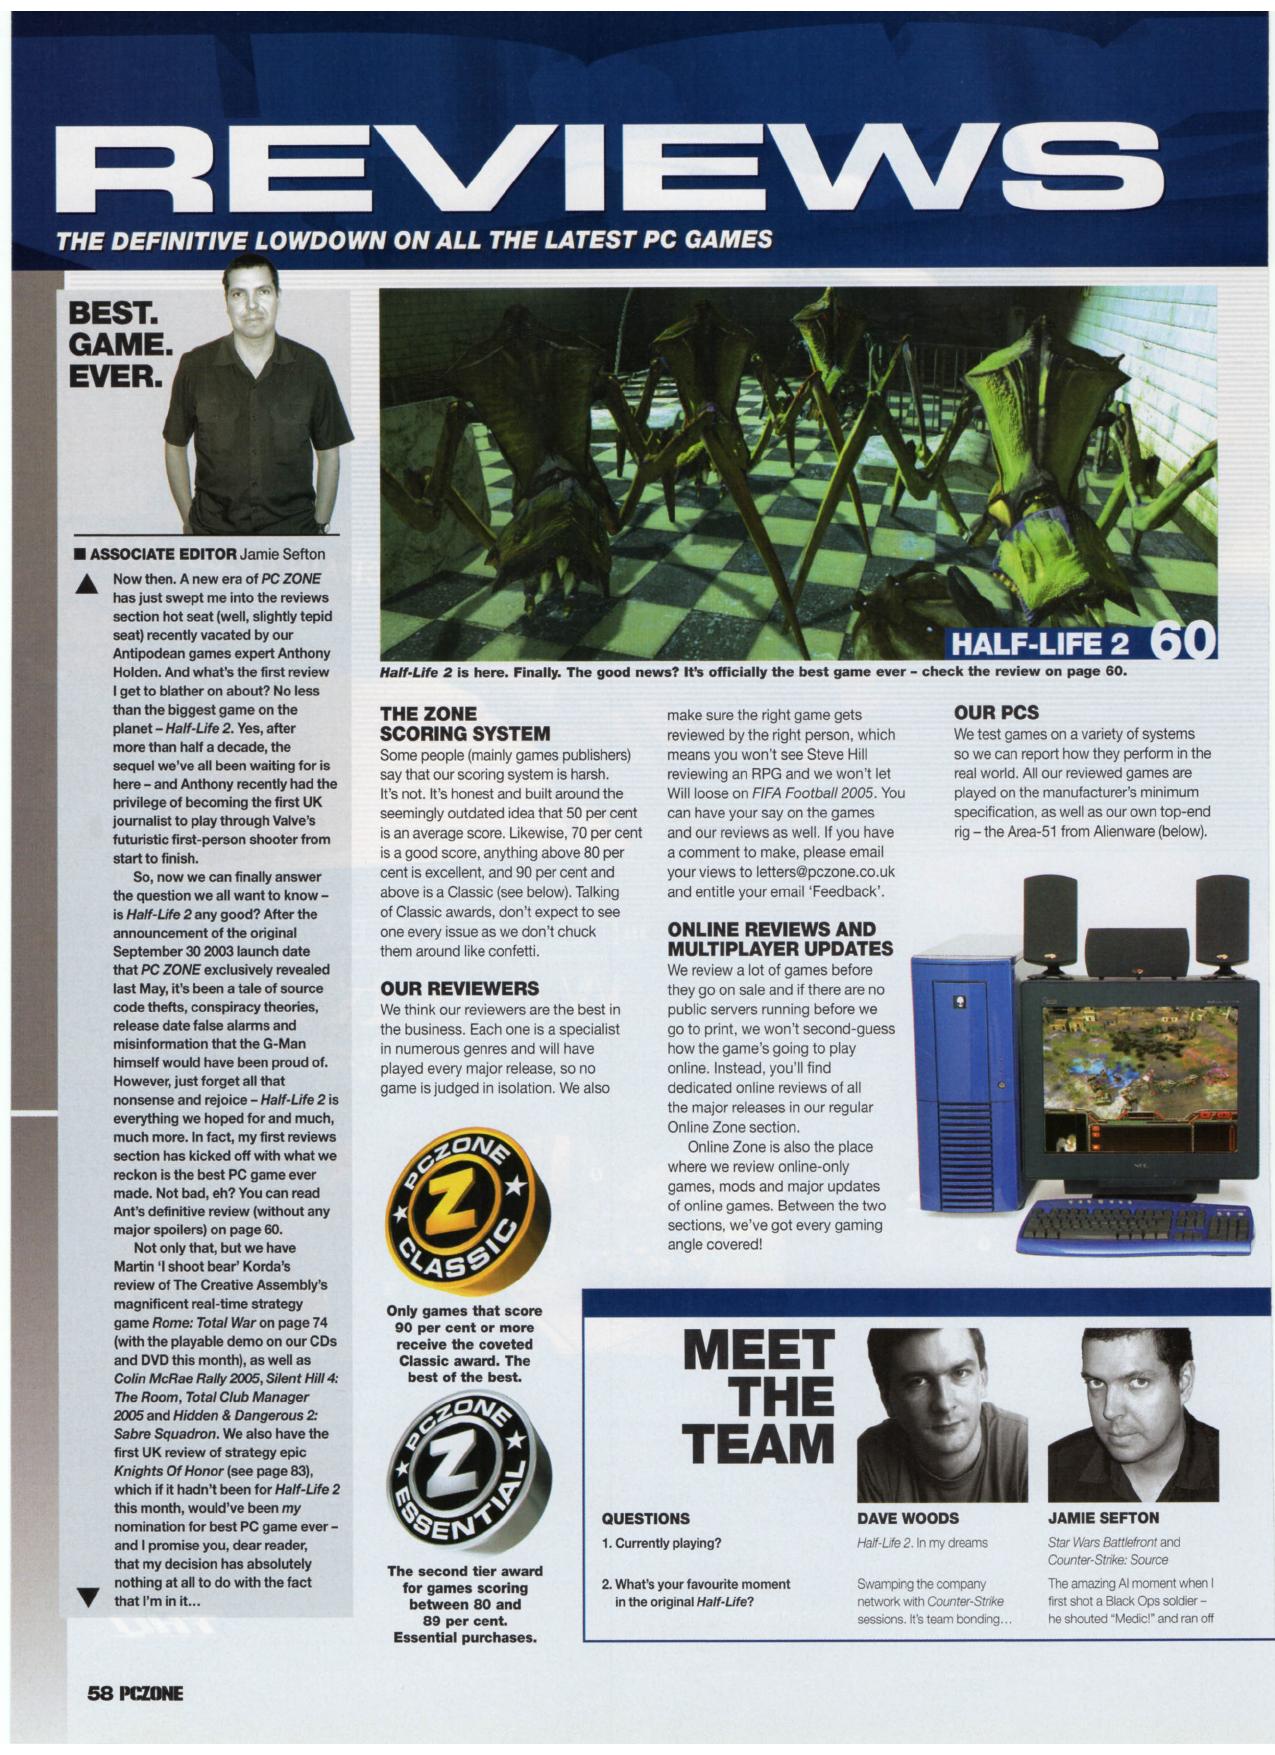 REVIEWS
THE DEFINITIVE LOWDOWN ON ALL THE LATEST PC GAMES
BEST.
GAME.
EVER.
■ ASSOCIATE EDITOR Jamie Sefton
Now then. A new era of PC ZONE
has just swept me into the reviews
section hot seat (well, slightly tepid
seat) recently vacated by our
Antipodean games expert Anthony
Holden. And what's the first review
I get to blather on about? No less
than the biggest game on the
planet – Half-Life 2. Yes, after
more than half a decade, the
sequel we've all been waiting for is
here – and Anthony recently had the
privilege of becoming the first UK
journalist to play through Valve's
futuristic first-person shooter from
start to finish.
So, now we can finally answer
the question we all want to know –
is Half-Life 2 any good? After the
announcement of the original
September 30 2003 launch date
that PC ZONE exclusively revealed
last May, it's been a tale of source
code thefts, conspiracy theories,
release date false alarms and
misinformation that the G-Man
himself would have been proud of.
However, just forget all that
nonsense and rejoice – Half-Life 2 is
everything we hoped for and much,
much more. In fact, my first reviews
section has kicked off with what we
reckon is the best PC game ever
made. Not bad, eh? You can read
Ant's definitive review (without any
major spoilers) on page 60.
Not only that, but we have
Martin 'I shoot bear' Korda's
review of The Creative Assembly's
magnificent real-time strategy
game Rome: Total War on page 74
(with the playable demo on our CDs
and DVD this month), as well as
Colin McRae Rally 2005, Silent Hill 4:
The Room, Total Club Manager
2005 and Hidden & Dangerous 2:
Sabre Squadron. We also have the
first UK review of strategy epic
Knights Of Honor (see page 83),
which if it hadn't been for Half-Life 2
this month, would've been my
nomination for best PC game ever –
and I promise you, dear reader,
that my decision has absolutely
nothing at all to do with the fact
that I'm in it...
HALF-LIFE 2 60
Half-Life 2 is here. Finally. The good news? It's officially the best game ever – check the review on page 60.
THE ZONE
SCORING SYSTEM
Some people (mainly games publishers)
say that our scoring system is harsh.
It's not. It's honest and built around the
seemingly outdated idea that 50 per cent
is an average score. Likewise, 70 per cent
is a good score, anything above 80 per
cent is excellent, and 90 per cent and
above is a Classic (see below). Talking
of Classic awards, don't expect to see
one every issue as we don't chuck
them around like confetti.
OUR REVIEWERS
We think our reviewers are the best in
the business. Each one is a specialist
in numerous genres and will have
played every major release, so no
game is judged in isolation. We also
make sure the right game gets
reviewed by the right person, which
means you won't see Steve Hill
reviewing an RPG and we won't let
Will loose on FIFA Football 2005. You
can have your say on the games
and our reviews as well. If you have
a comment to make, please email
your views to letters@pczone.co.uk
and entitle your email 'Feedback'.
ONLINE REVIEWS AND
MULTIPLAYER UPDATES
We review a lot of games before
they go on sale and if there are no
public servers running before we
go to print, we won't second-guess
how the game's going to play
online. Instead, you'll find
dedicated online reviews of all
the major releases in our regular
Online Zone section.
Online Zone is also the place
where we review online-only
games, mods and major updates
of online games. Between the two
sections, we've got every gaming
angle covered!
OUR PCS
We test games on a variety of systems
so we can report how they perform in the
real world. All our reviewed games are
played on the manufacturer's minimum
specification, as well as our own top-end
rig – the Area-51 from Alienware (below).
NEC
PCZONE
Z
CLASSIC
Only games that score
90 per cent or more
receive the coveted
Classic award. The
best of the best.
PCZONE
Z
ESSENTIAL
The second tier award
for games scoring
between 80 and
89 per cent.
Essential purchases.
MEET
THE
TEAM
QUESTIONS
1. Currently playing?
2. What's your favourite moment
in the original Half-Life?
DAVE WOODS
Half-Life 2. In my dreams
Swamping the company
network with Counter-Strike
sessions. It's team bonding...
JAMIE SEFTON
Star Wars Battlefront and
Counter-Strike: Source
The amazing AI moment when I
first shot a Black Ops soldier –
he shouted "Medic!" and ran off
58 PCZONE